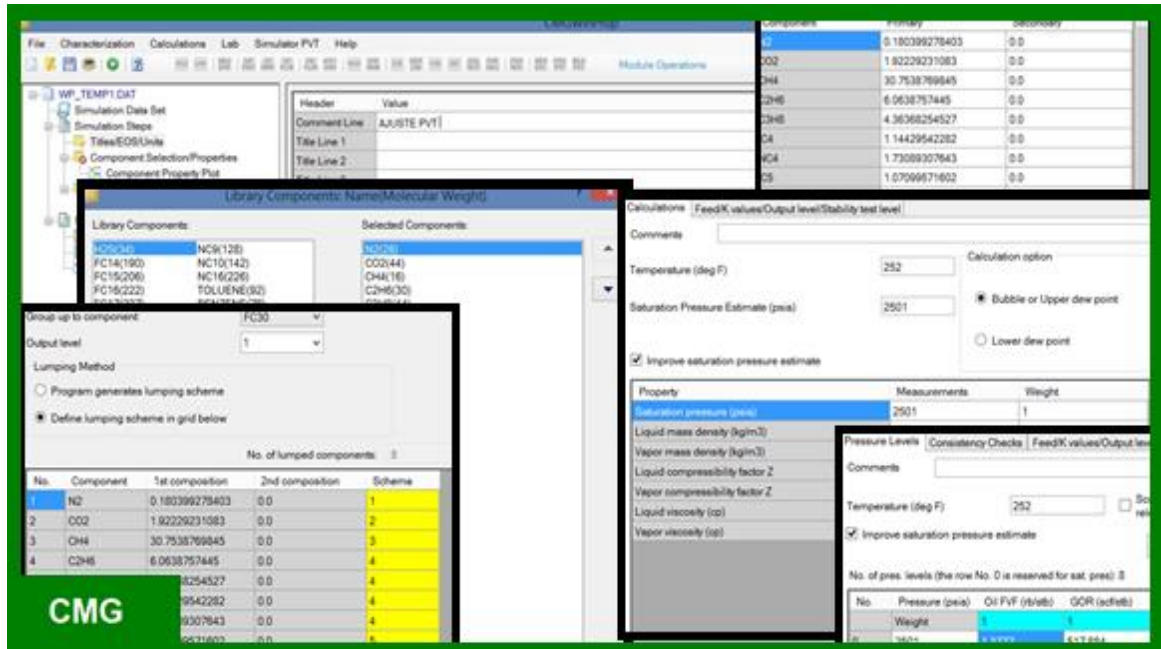 CMGWinProp
File Characterization Calculations Lab Simulator PVT Help
Module Operations
WP_TEMP1.DAT
Simulation Data Set
Simulation Steps
Titles/EOS/Units
Component Selection/Properties
Component Property Plot
Header Value
Comment Line AJUSTE PVT
Title Line 1
Title Line 2
Component Primary Secondary
N2 0.180399278403 0.0
CO2 1.92229231083 0.0
CH4 30.7538769845 0.0
C2H6 6.0638757445 0.0
C3H8 4.36368254527 0.0
C4 1.14429542282 0.0
NC4 1.73089307643 0.0
C5 1.07099571602 0.0
Library Components: Name(Molecular Weight)
Library Components: Selected Components:
H2S(34) NC9(128) N2(28)
FC14(190) NC10(142) CO2(44)
FC15(206) NC16(226) CH4(16)
FC16(222) TOLUENE(92) C2H6(30)
Group up to component FC30
Output level 1
Lumping Method
Program generates lumping scheme
Define lumping scheme in grid below
No. of lumped components:
No. Component 1st composition 2nd composition Scheme
1 N2 0.180399278403 0.0 1
2 CO2 1.92229231083 0.0 2
3 CH4 30.7538769845 0.0 3
4 C2H6 6.0638757445 0.0 4
8254527 0.0 4
9542282 0.0 4
9307643 0.0 4
CMG
Calculations Feed/K values/Output level/Stability test level
Comments
Temperature (deg F) 252
Calculation option
Saturation Pressure Estimate (psia) 2501
Bubble or Upper dew point
Lower dew point
Improve saturation pressure estimate
Property Measurements Weight
Saturation pressure (psia) 2501 1
Liquid mass density (kg/m3)
Vapor mass density (kg/m3)
Liquid compressibility factor Z
Vapor compressibility factor Z
Liquid viscosity (cp)
Vapor viscosity (cp)
Pressure Levels Consistency Checks Feed/K values/Output lev
Comments
Temperature (deg F) 252
Improve saturation pressure estimate
No. of pres. levels (the row No. 0 is reserved for sat. pres): 8
No. Pressure (psia) Oil FVF (rb/stb) GOR (scf/stb)
Weight 1 1
0 2501 517.884